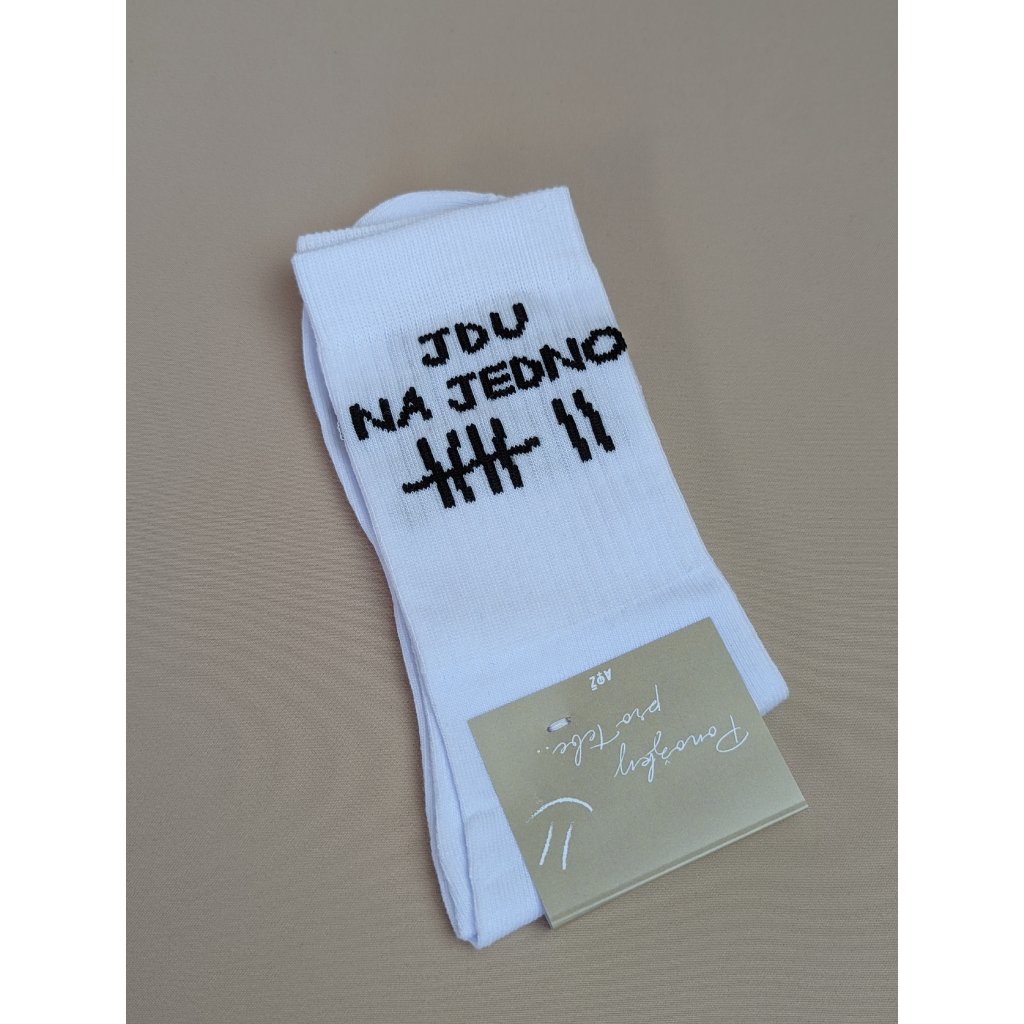 JDU
NA JEDNO
Ponožky
pro tebe..